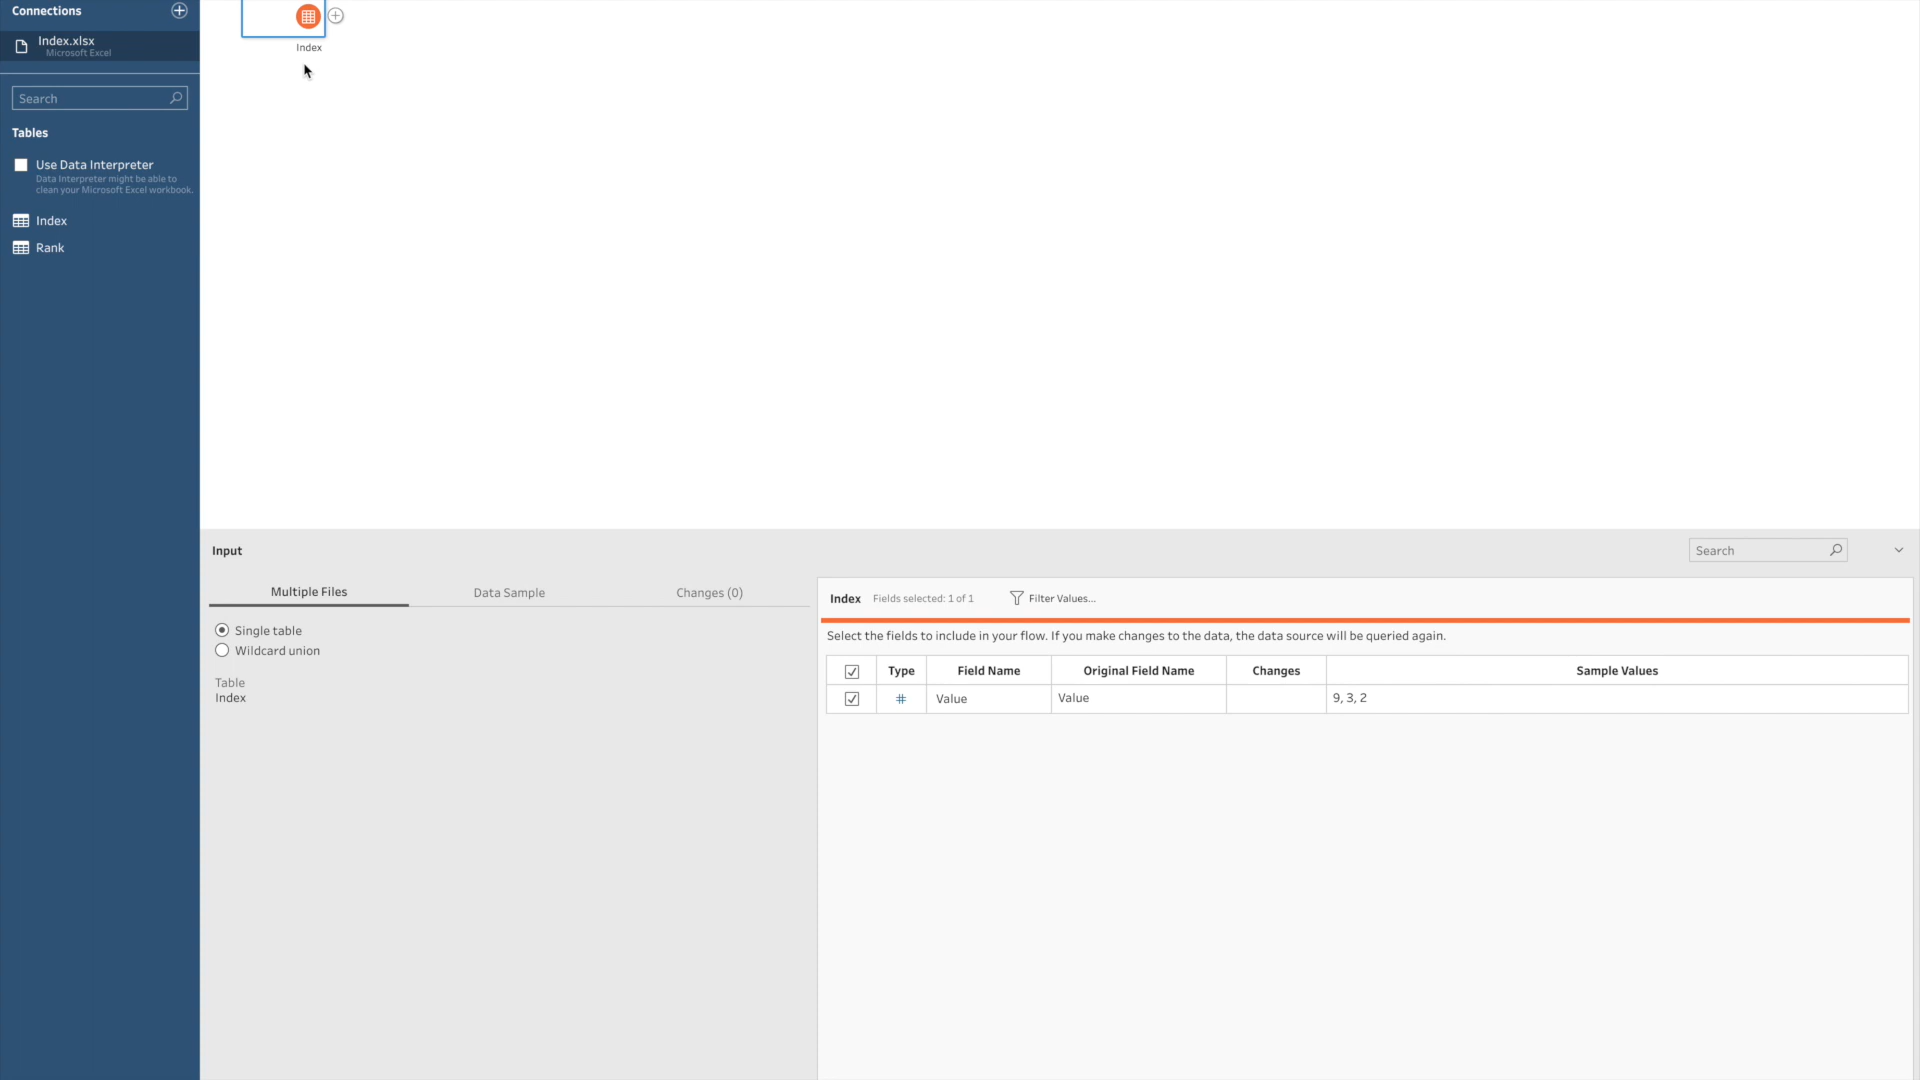 Connections
Index.xlsx
Microsoft Excel
Search
Tables
Use Data Interpreter
Data Interpreter might be able to
clean your Microsoft Excel workbook.
Index
Rank
Index
Input
Search
Multiple Files
Data Sample
Changes (0)
Single table
Wildcard union
Table
Index
Index
Fields selected: 1 of 1
Filter Values...
Select the fields to include in your flow. If you make changes to the data, the data source will be queried again.
Type Field Name Original Field Name Changes Sample Values
# Value Value 9, 3, 2